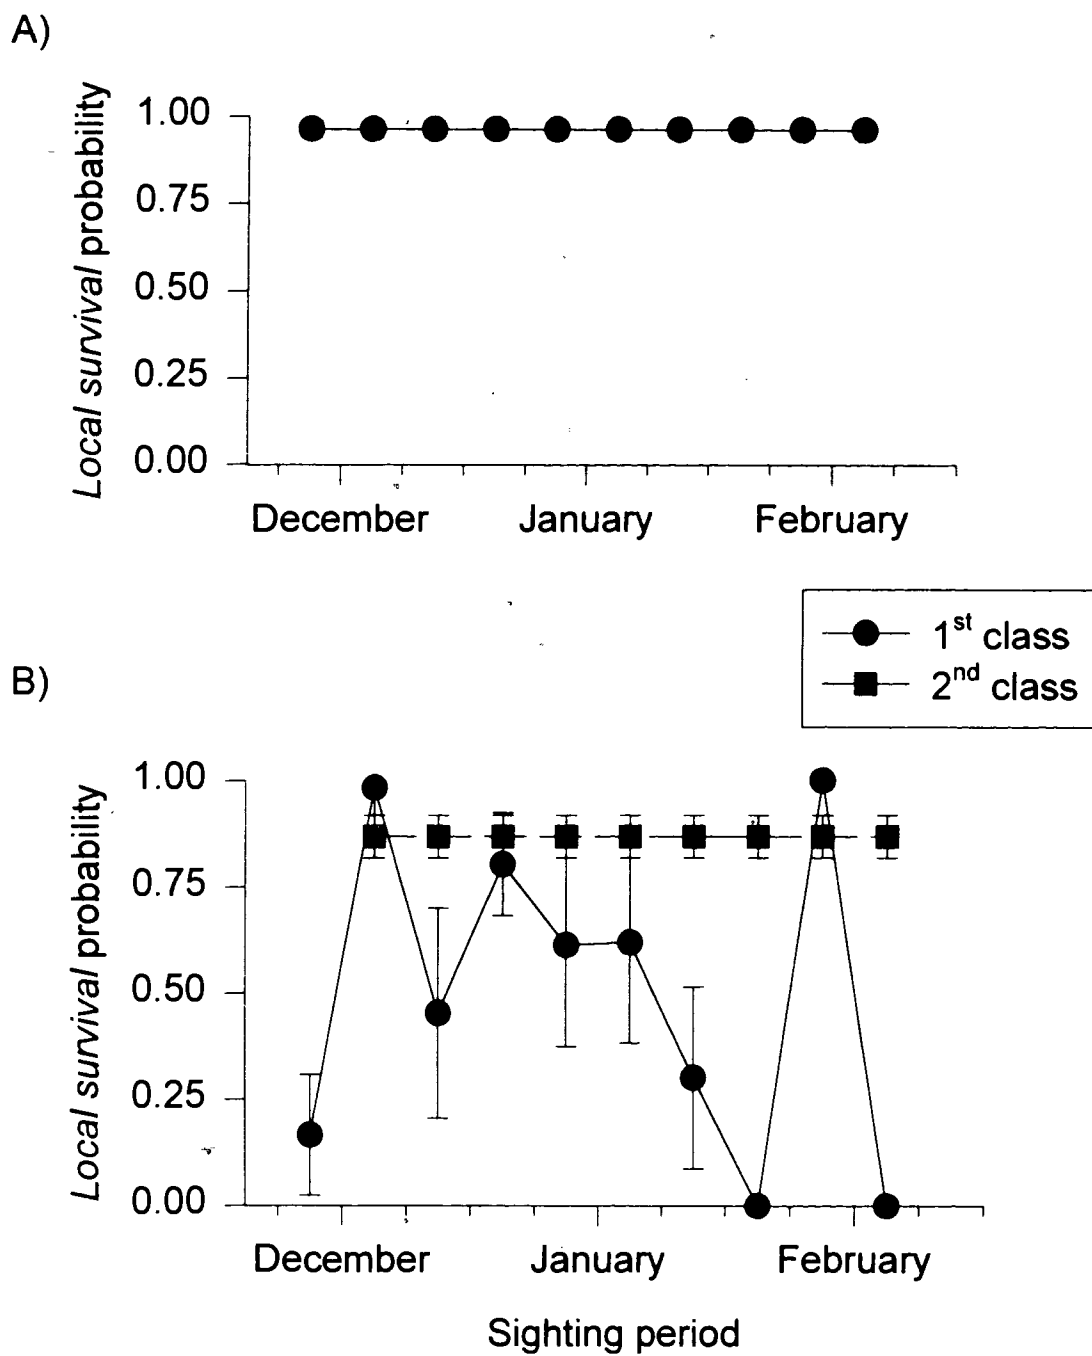 A)
Local survival probability
1.00
0.75
0.50
0.25
0.00
December January February
1st class
2nd class
B)
Local survival probability
1.00
0.75
0.50
0.25
0.00
December January February
Sighting period